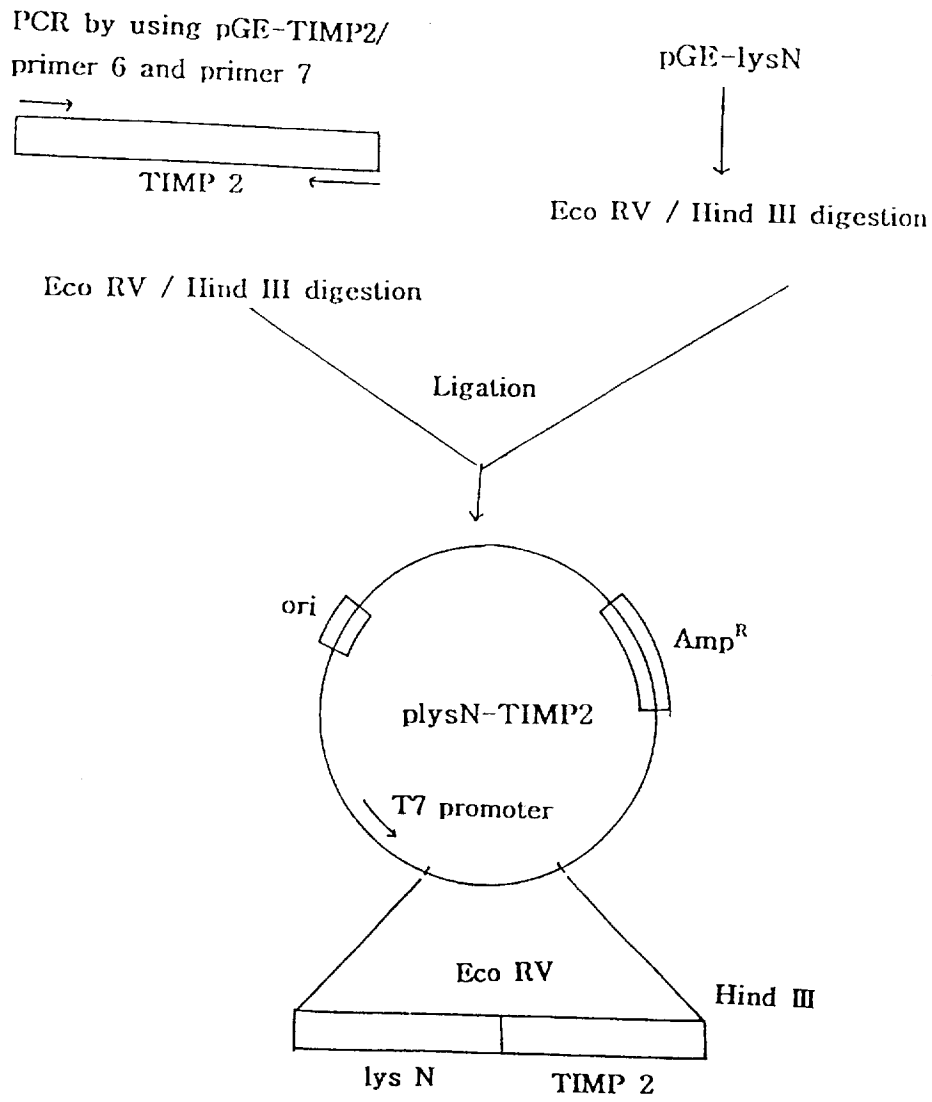 PCR by using pGE-TIMP2/
primer 6 and primer 7
TIMP 2
Eco RV / Hind III digestion
pGE-lysN
Eco RV / Hind III digestion
Ligation
ori
Amp^R
plysN-TIMP2
T7 promoter
Eco RV
Hind III
lys N
TIMP 2